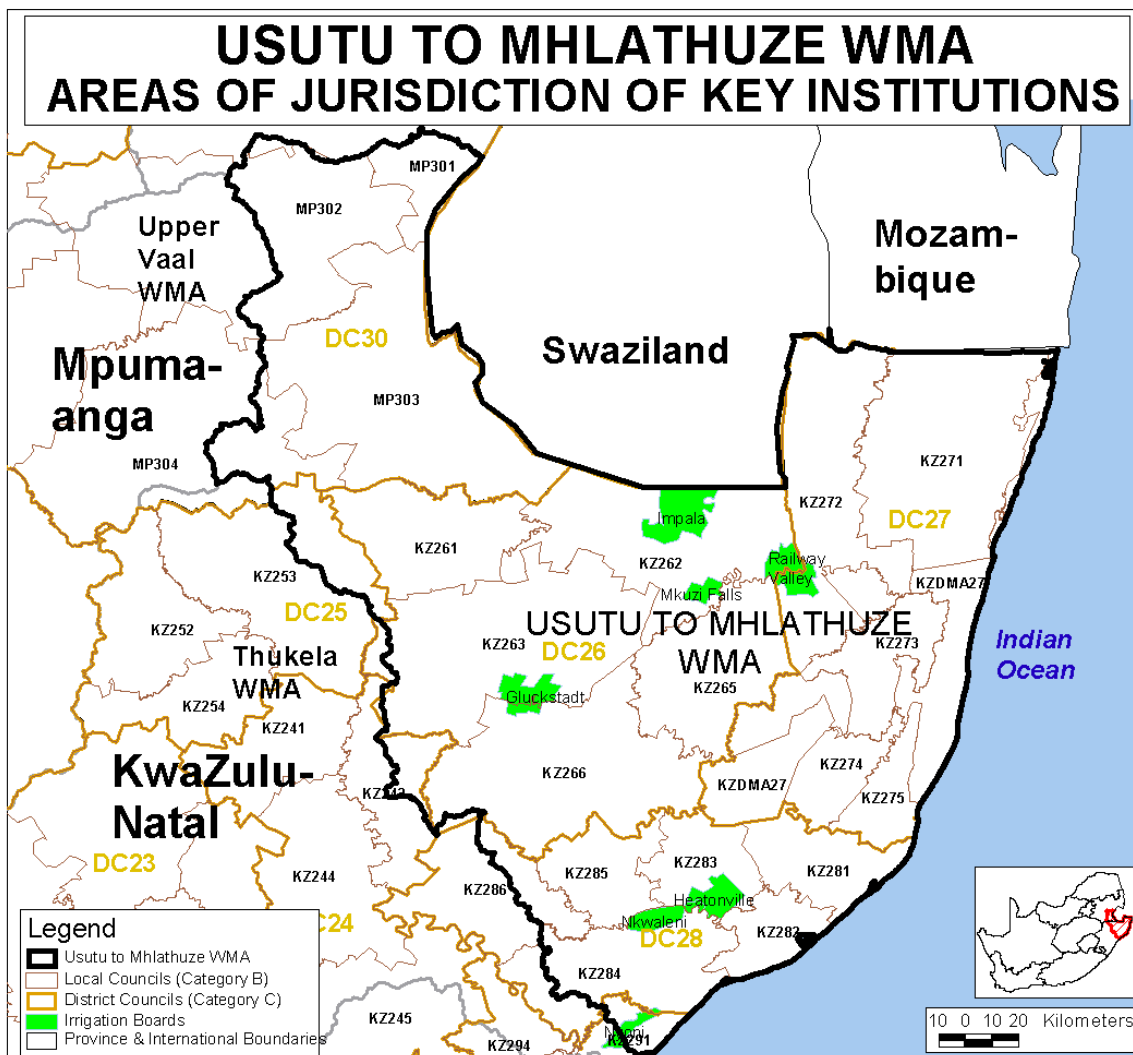 USUTU TO MHLATHUZE WMA
AREAS OF JURISDICTION OF KEY INSTITUTIONS
MP301
MP302
Upper
Vaal
WMA
Mozam-
bique
DC30
Swaziland
Mpuma-
anga
MP303
MP304
KZ271
KZ272
DC27
Impala
KZ261
KZ262
Railway
Valley
KZ253
KZDMA27
Mkuzi Falls
DC25
USUTU TO MHLATHUZE
WMA
KZ252
KZ263
DC26
KZ273
Indian
Ocean
Thukela
WMA
KZ265
Gluckstadt
KZ254
KZ241
KwaZulu-
Natal
KZ266
KZDMA27
KZ274
KZ275
DC23
KZ244
KZ286
KZ285
KZ283
KZ281
Heatonville
Nkwaleni
DC28
KZ282
KZ284
KZ245
KZ294
KZ291
Legend
Usutu to Mhlathuze WMA
Local Councils (Category B)
District Councils (Category C)
Irrigation Boards
Province & International Boundaries
10 0 10 20 Kilometers